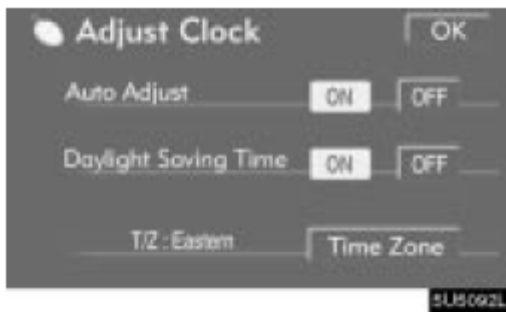 Adjust Clock OK
Auto Adjust ON OFF
Daylight Saving Time ON OFF
T/Z : Eastern Time Zone
5U5092L